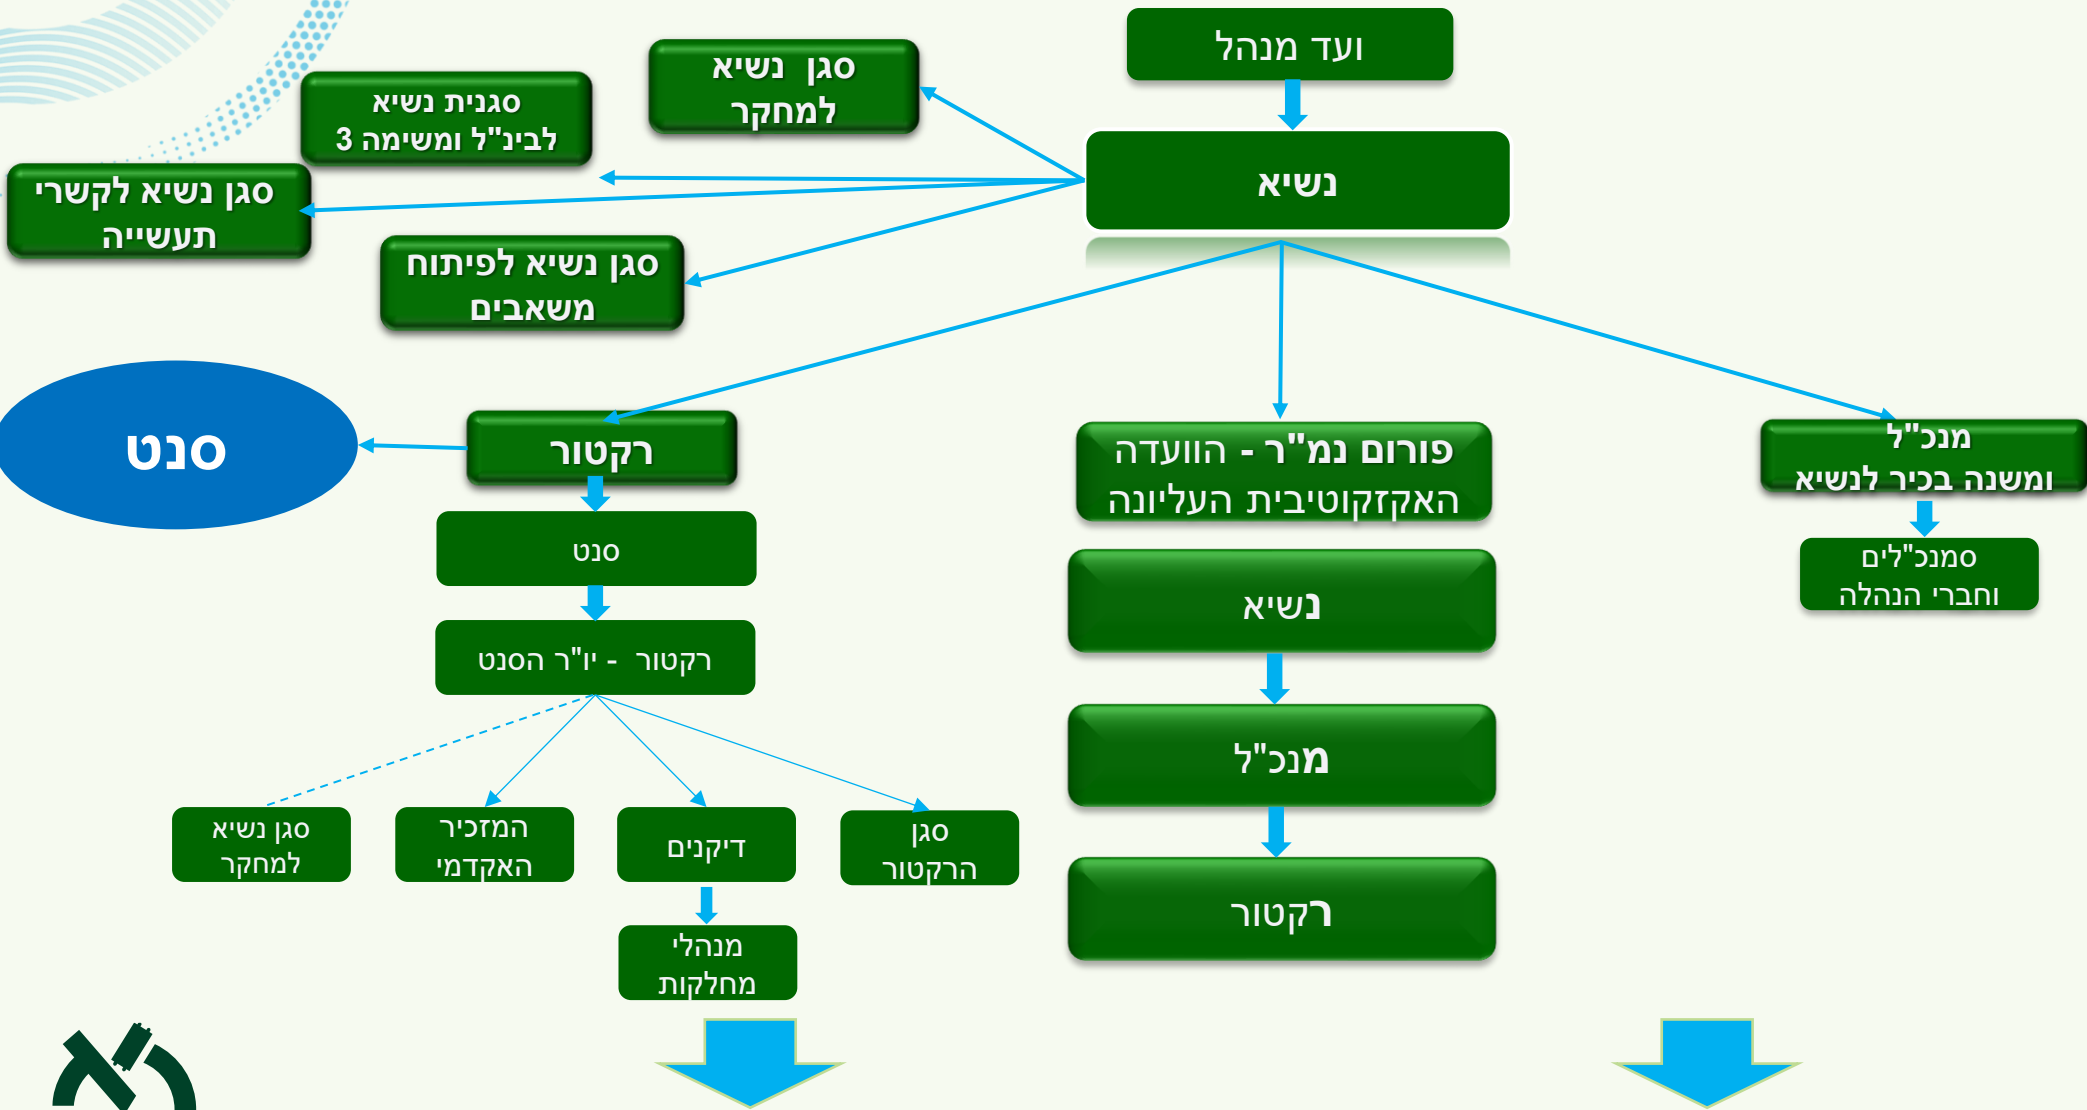 ועד מנהל
נשיא
סגן נשיא
למחקר
סגנית נשיא
לבינ"ל ומשימה 3
סגן נשיא לקשרי
תעשייה
סגן נשיא לפיתוח
משאבים
מנכ"ל
ומשנה בכיר לנשיא
סמנכ"לים
וחברי הנהלה
פורום נמ"ר - הוועדה
האקזקוטיבית העליונה
נשיא
מנכ"ל
רקטור
רקטור
סנט
סנט
רקטור - יו"ר הסנט
סגן
הרקטור
דיקנים
המזכיר
האקדמי
סגן נשיא
למחקר
מנהלי
מחלקות